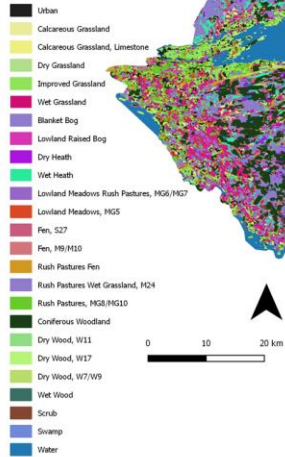 Urban
Calcareous Grassland
Calcareous Grassland, Limestone
Dry Grassland
Improved Grassland
Wet Grassland
Blanket Bog
Lowland Raised Bog
Dry Heath
Wet Heath
Lowland Meadows Rush Pastures, MG6/MG7
Lowland Meadows, MG5
Fen, S27
Fen, M9/M10
Rush Pastures Fen
Rush Pastures Wet Grassland, M24
Rush Pastures, MG8/MG10
Coniferous Woodland
Dry Wood, W11
Dry Wood, W17
Dry Wood, W7/W9
Wet Wood
Scrub
Swamp
Water
0 10 20 km